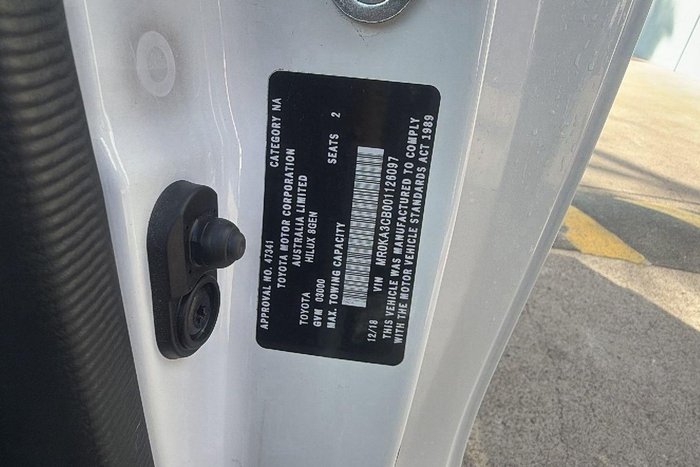 APPROVAL NO. 47341 CATEGORY NA
TOYOTA MOTOR CORPORATION
AUSTRALIA LIMITED
TOYOTA HILUX 8GEN
GVM 03000 SEATS 2
MAX. TOWING CAPACITY
12/18 VIN MR0KA3CB001126097
THIS VEHICLE WAS MANUFACTURED TO COMPLY
WITH THE MOTOR VEHICLE STANDARDS ACT 1989